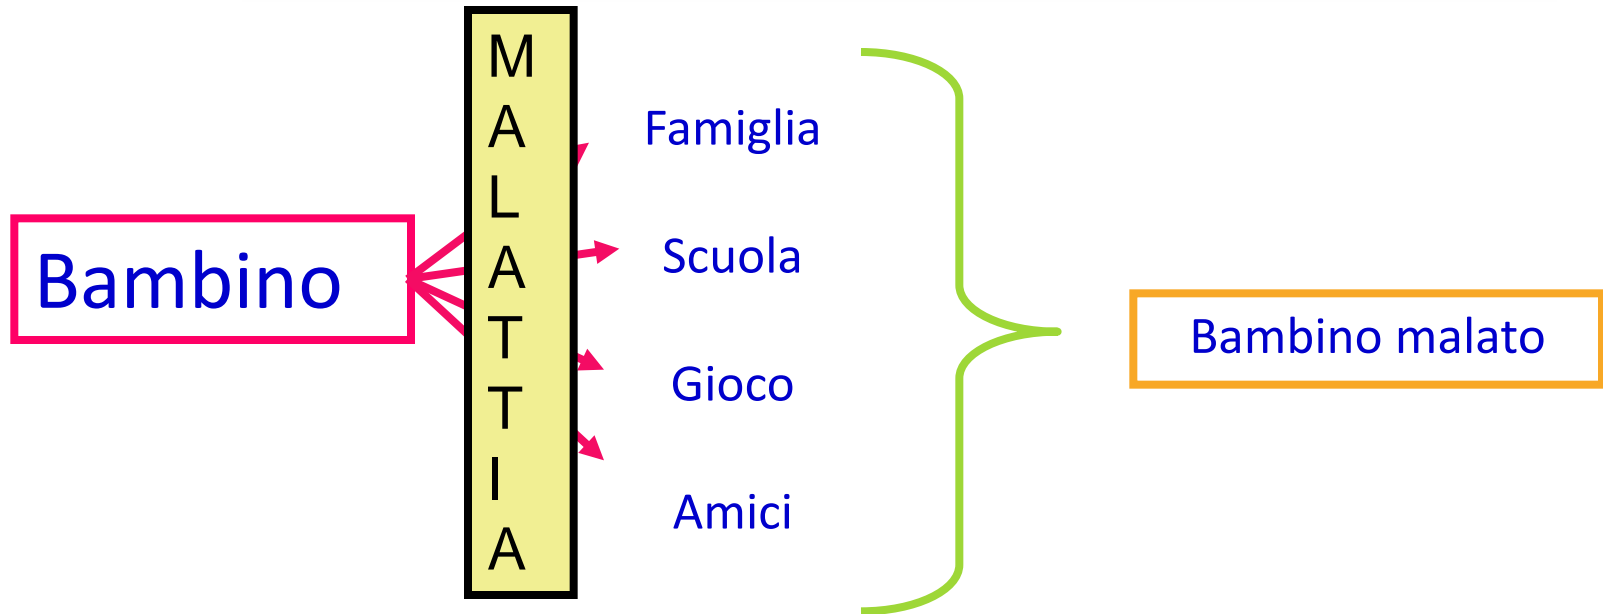 Bambino
M
A
L
A
T
T
I
A
Famiglia
Scuola
Gioco
Amici
Bambino malato